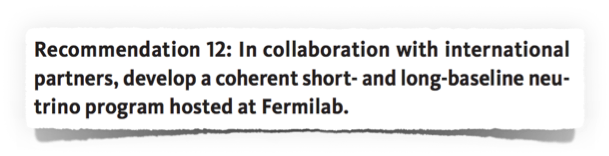 Recommendation 12: In collaboration with international
partners, develop a coherent short- and long-baseline neu-
trino program hosted at Fermilab.